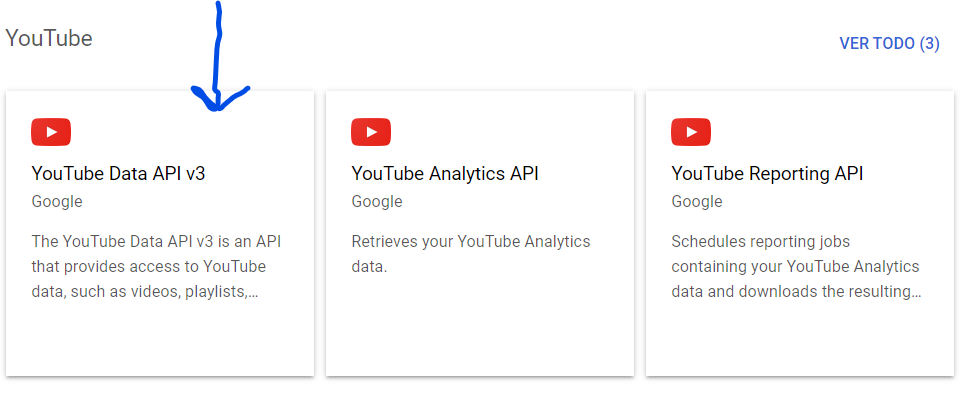 YouTube
VER TODO (3)
YouTube Data API v3
Google
The YouTube Data API v3 is an API
that provides access to YouTube
data, such as videos, playlists,…
YouTube Analytics API
Google
Retrieves your YouTube Analytics
data.
YouTube Reporting API
Google
Schedules reporting jobs
containing your YouTube Analytics
data and downloads the resulting…